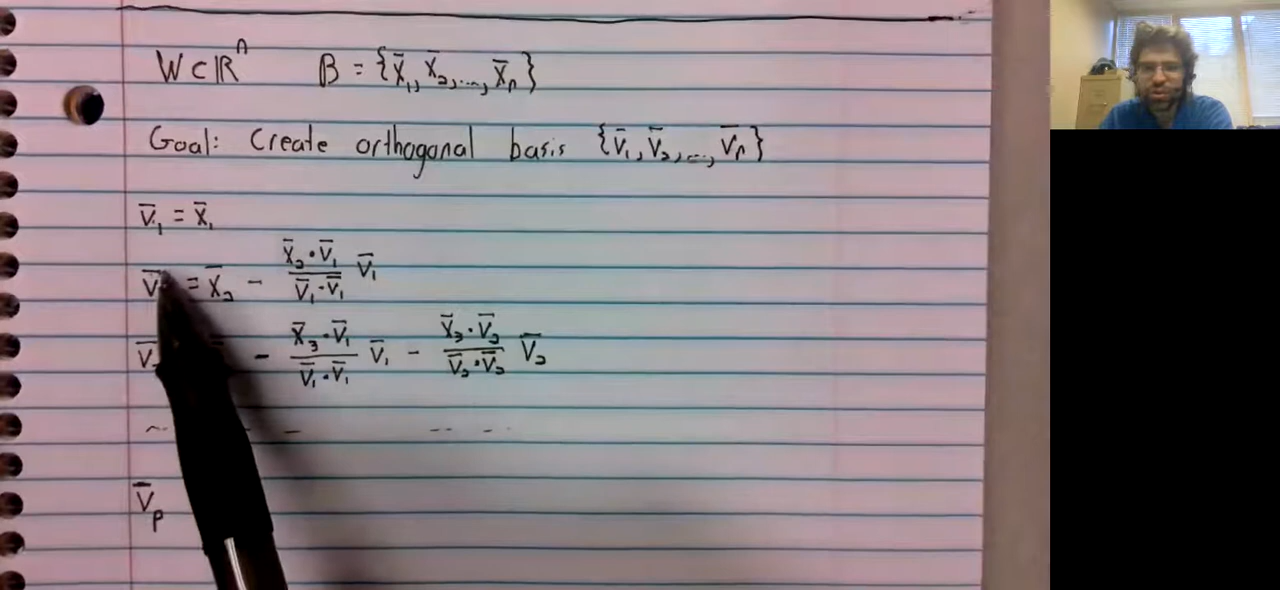 W ⊂ ℝⁿ β = {x̄₁, x̄₂, ..., x̄ₙ}
Goal: Create orthogonal basis {v̄₁, v̄₂, ..., v̄ₙ}
v̄₁ = x̄₁
v̄ = x̄₂ - (x̄₂·v̄₁)/(v̄₁·v̄₁) v̄₁
v̄ - (x̄₃·v̄₁)/(v̄₁·v̄₁) v̄₁ - (x̄₃·v̄₂)/(v̄₂·v̄₂) v̄₂
v̄ₚ